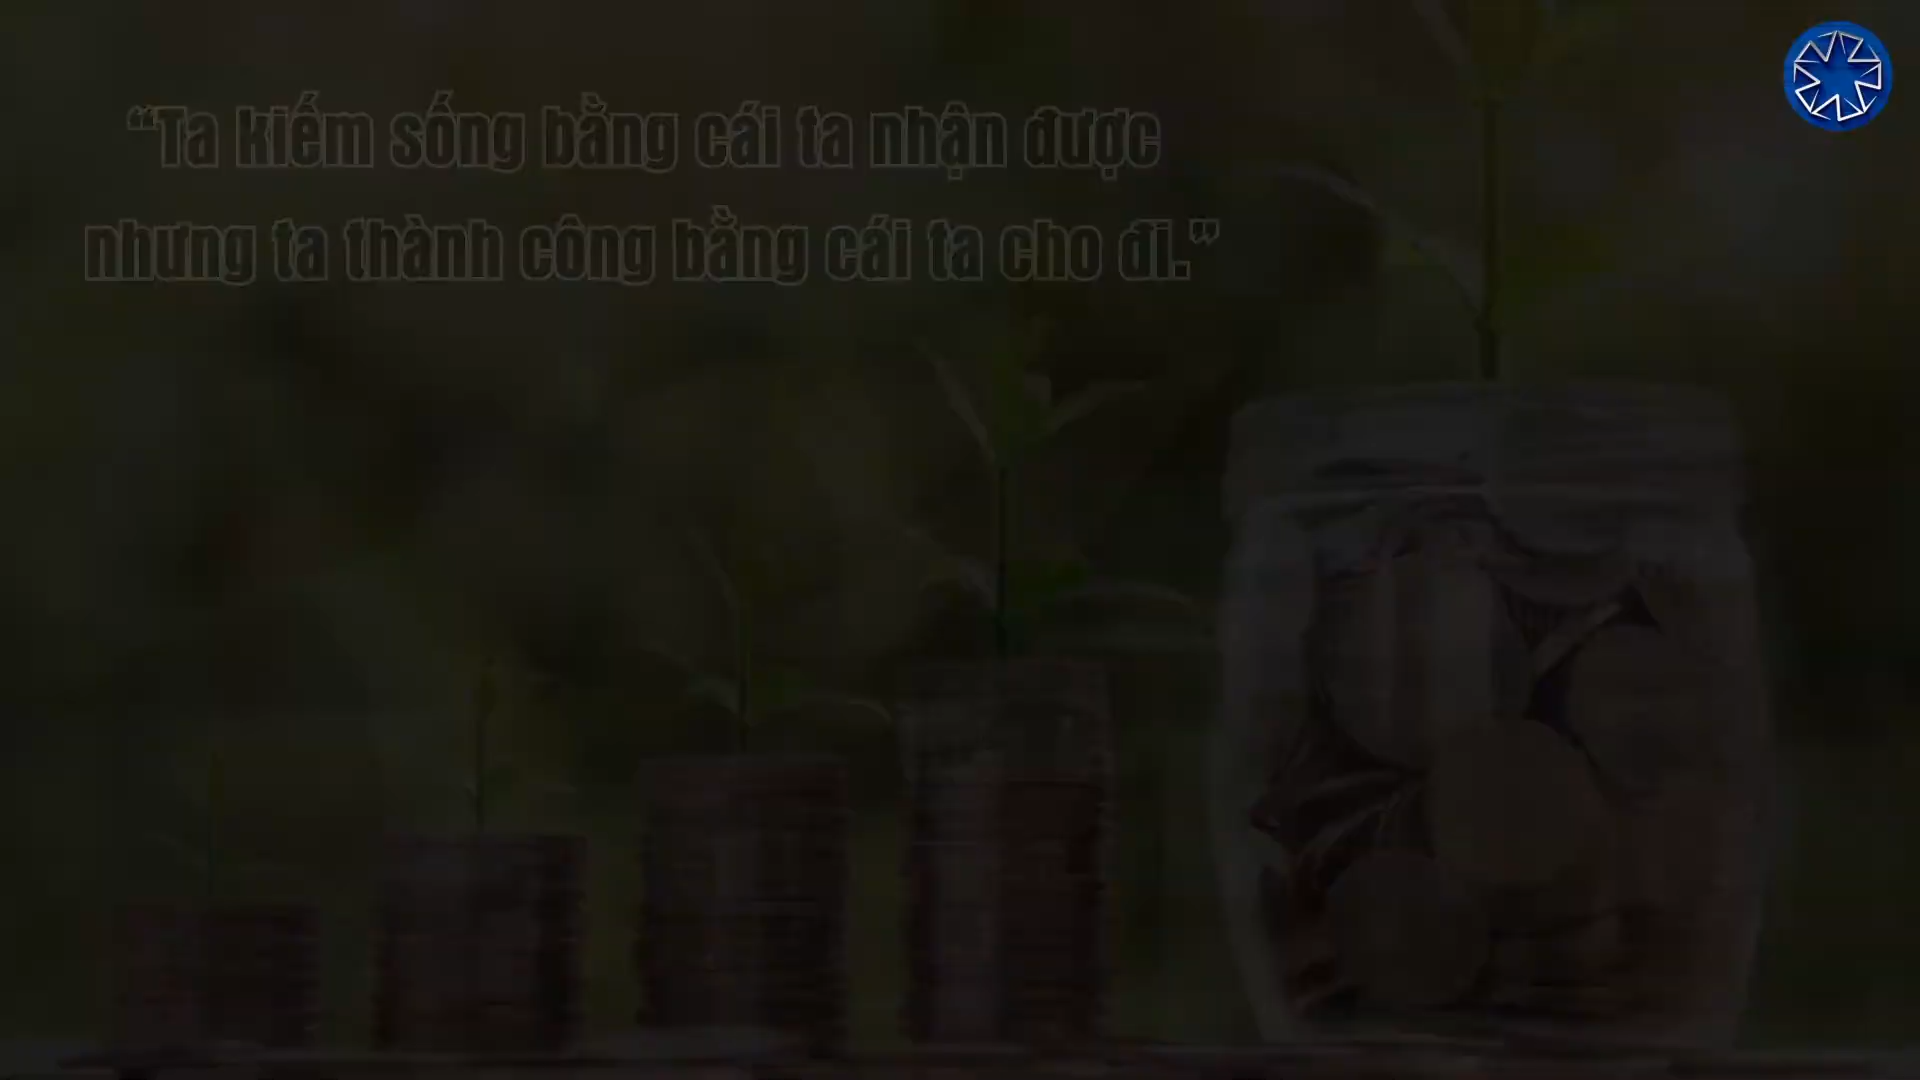 “Ta kiếm sống bằng cái ta nhận được
nhưng ta thành công bằng cái ta cho đi.”